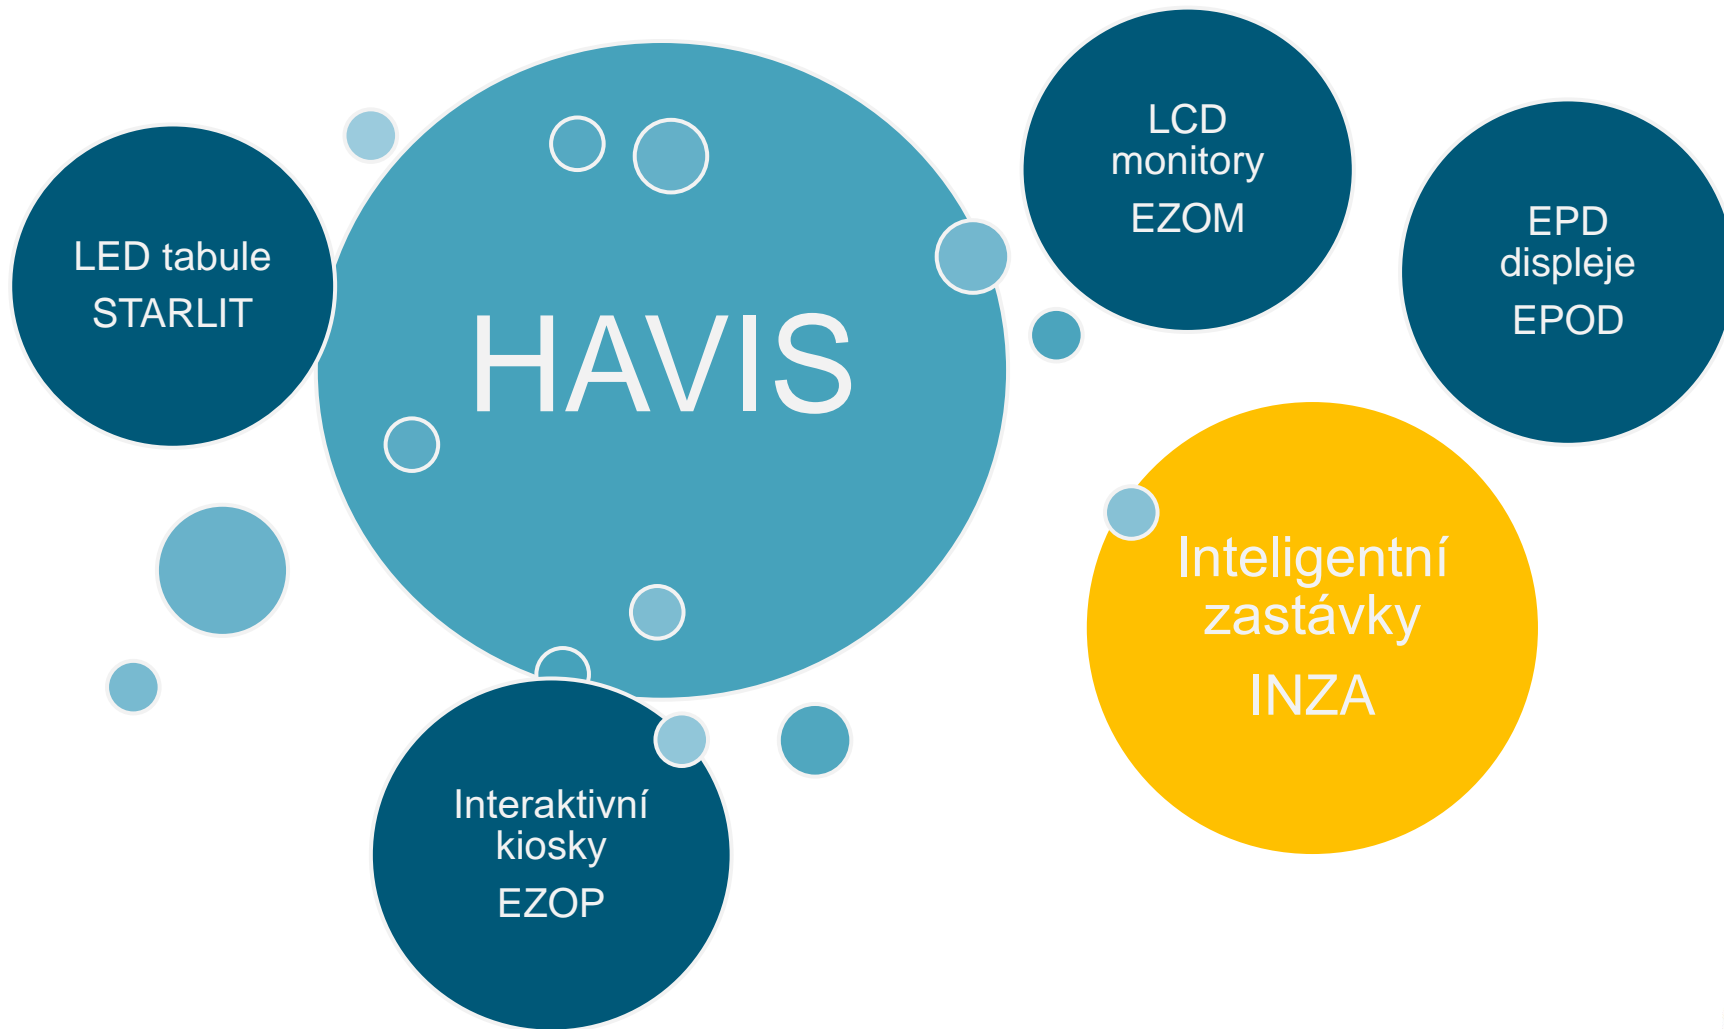 LED tabule
STARLIT
HAVIS
LCD
monitory
EZOM
EPD
displeje
EPOD
Inteligentní
zastávky
INZA
Interaktivní
kiosky
EZOP